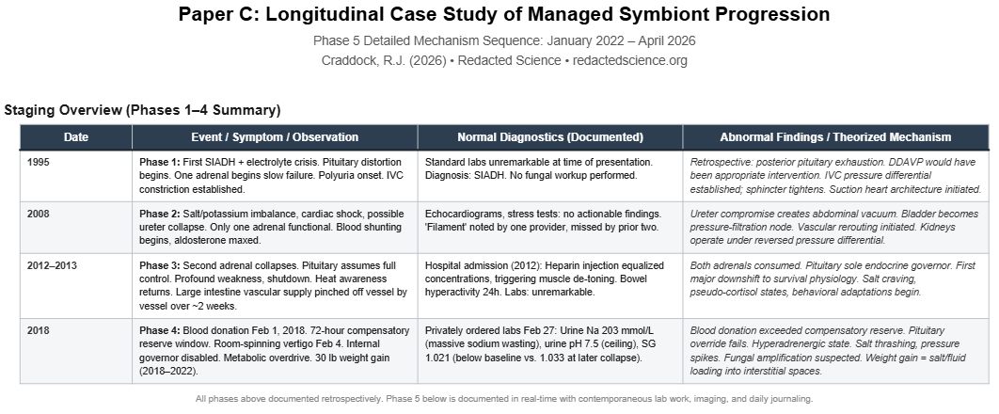 Paper C: Longitudinal Case Study of Managed Symbiont Progression
Phase 5 Detailed Mechanism Sequence: January 2022 – April 2026
Craddock, R.J. (2026) • Redacted Science • redactedscience.org
Staging Overview (Phases 1–4 Summary)
Date
Event / Symptom / Observation
Normal Diagnostics (Documented)
Abnormal Findings / Theorized Mechanism
1995
Phase 1: First SIADH + electrolyte crisis. Pituitary distortion
begins. One adrenal begins slow failure. Polyuria onset. IVC
constriction established.
Standard labs unremarkable at time of presentation.
Diagnosis: SIADH. No fungal workup performed.
Retrospective: posterior pituitary exhaustion. DDAVP would have
been appropriate intervention. IVC pressure differential
established; sphincter tightens. Suction heart architecture initiated.
2008
Phase 2: Salt/potassium imbalance, cardiac shock, possible
ureter collapse. Only one adrenal functional. Blood shunting
begins, aldosterone maxed.
Echocardiograms, stress tests: no actionable findings.
'Filament' noted by one provider, missed by prior two.
Ureter compromise creates abdominal vacuum. Bladder becomes
pressure-filtration node. Vascular rerouting initiated. Kidneys
operate under reversed pressure differential.
2012–2013
Phase 3: Second adrenal collapses. Pituitary assumes full
control. Profound weakness, shutdown. Heat awareness
returns. Large intestine vascular supply pinched off vessel by
vessel over ~2 weeks.
Hospital admission (2012): Heparin injection equalized
concentrations, triggering muscle de-toning. Bowel
hyperactivity 24h. Labs: unremarkable.
Both adrenals consumed. Pituitary sole endocrine governor. First
major downshift to survival physiology. Salt craving,
pseudo-cortisol states, behavioral adaptations begin.
2018
Phase 4: Blood donation Feb 1, 2018. 72-hour compensatory
reserve window. Room-spinning vertigo Feb 4. Internal
governor disabled. Metabolic overdrive. 30 lb weight gain
(2018–2022).
Privately ordered labs Feb 27: Urine Na 203 mmol/L
(massive sodium wasting), urine pH 7.5 (ceiling), SG
1.021 (below baseline vs. 1.033 at later collapse).
Blood donation exceeded compensatory reserve. Pituitary
override fails. Hyperadrenergic state. Salt thrashing, pressure
spikes. Fungal amplification suspected. Weight gain = salt/fluid
loading into interstitial spaces.
All phases above documented retrospectively. Phase 5 below is documented in real-time with contemporaneous lab work, imaging, and daily journaling.